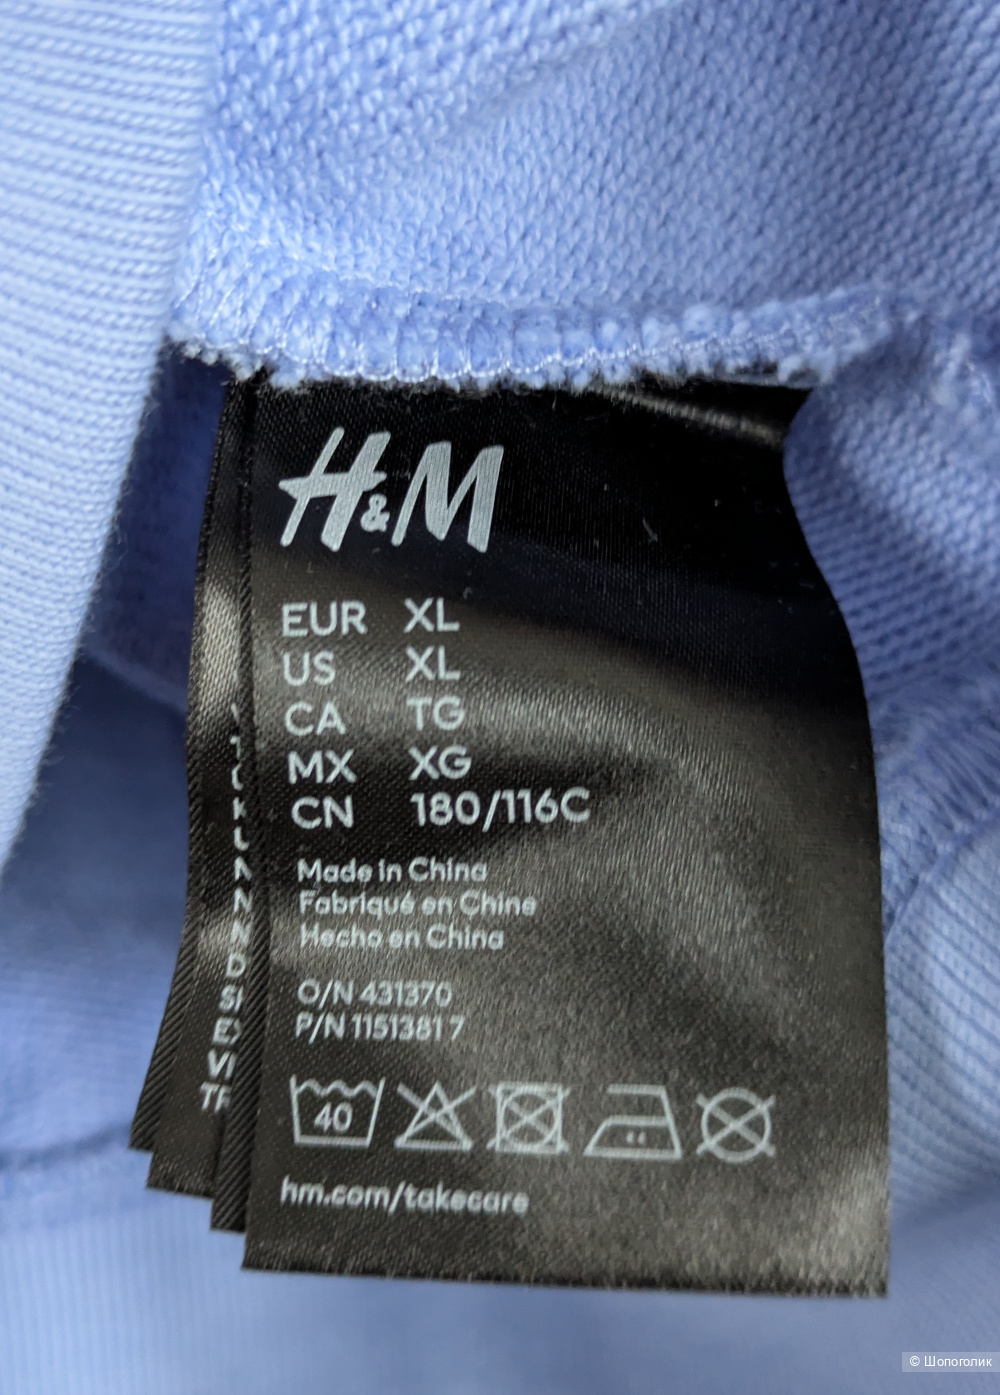 H&M
EUR XL
US XL
CA TG
MX XG
CN 180/116C
Made in China
Fabriqué en Chine
Hecho en China
O/N 431370
P/N 11513817
40
hm.com/takecare
© Шопоголик